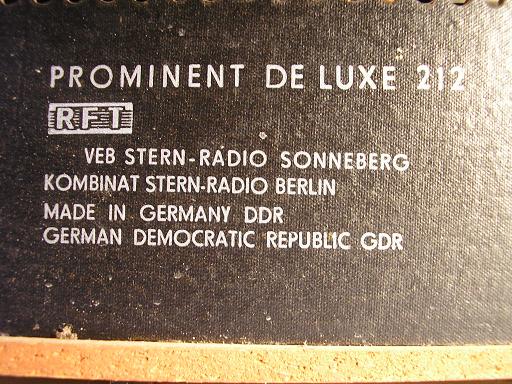 PROMINENT DE LUXE 212
RFT
VEB STERN-RADIO SONNEBERG
KOMBINAT STERN-RADIO BERLIN
MADE IN GERMANY DDR
GERMAN DEMOCRATIC REPUBLIC GDR